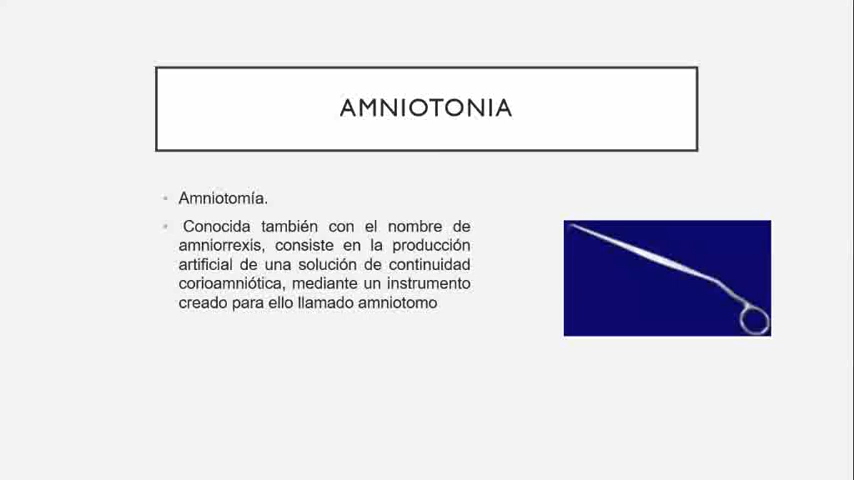 AMNIOTONIA
• Amniotomía.
• Conocida también con el nombre de
amniorrexis, consiste en la producción
artificial de una solución de continuidad
corioamniótica, mediante un instrumento
creado para ello llamado amniotomo